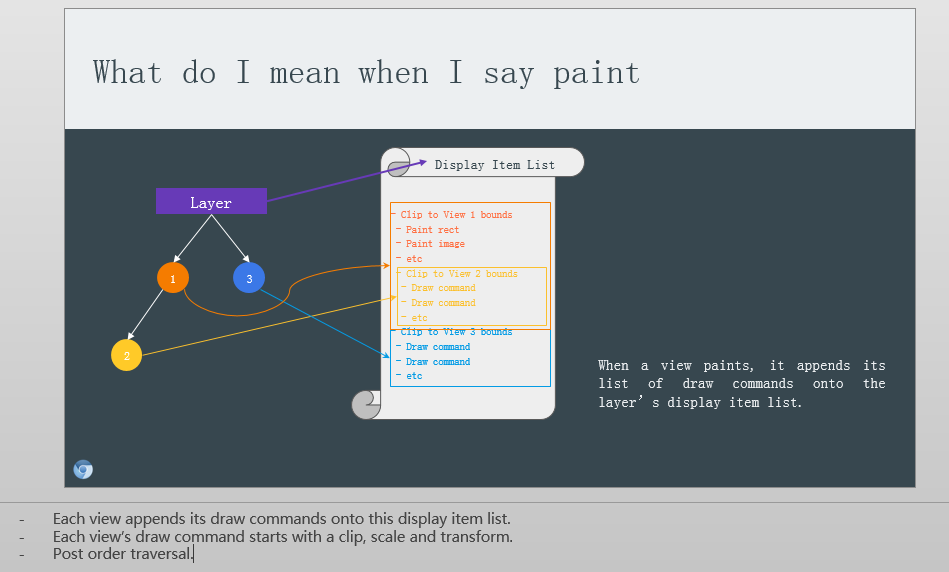 What do I mean when I say paint
Display Item List
Layer
1
3
2
- Clip to View 1 bounds
- Paint rect
- Paint image
- etc
- Clip to View 2 bounds
- Draw command
- Draw command
- etc
- Clip to View 3 bounds
- Draw command
- Draw command
- etc
When a view paints, it appends its
list of draw commands onto the
layer’s display item list.
- Each view appends its draw commands onto this display item list.
- Each view’s draw command starts with a clip, scale and transform.
- Post order traversal.